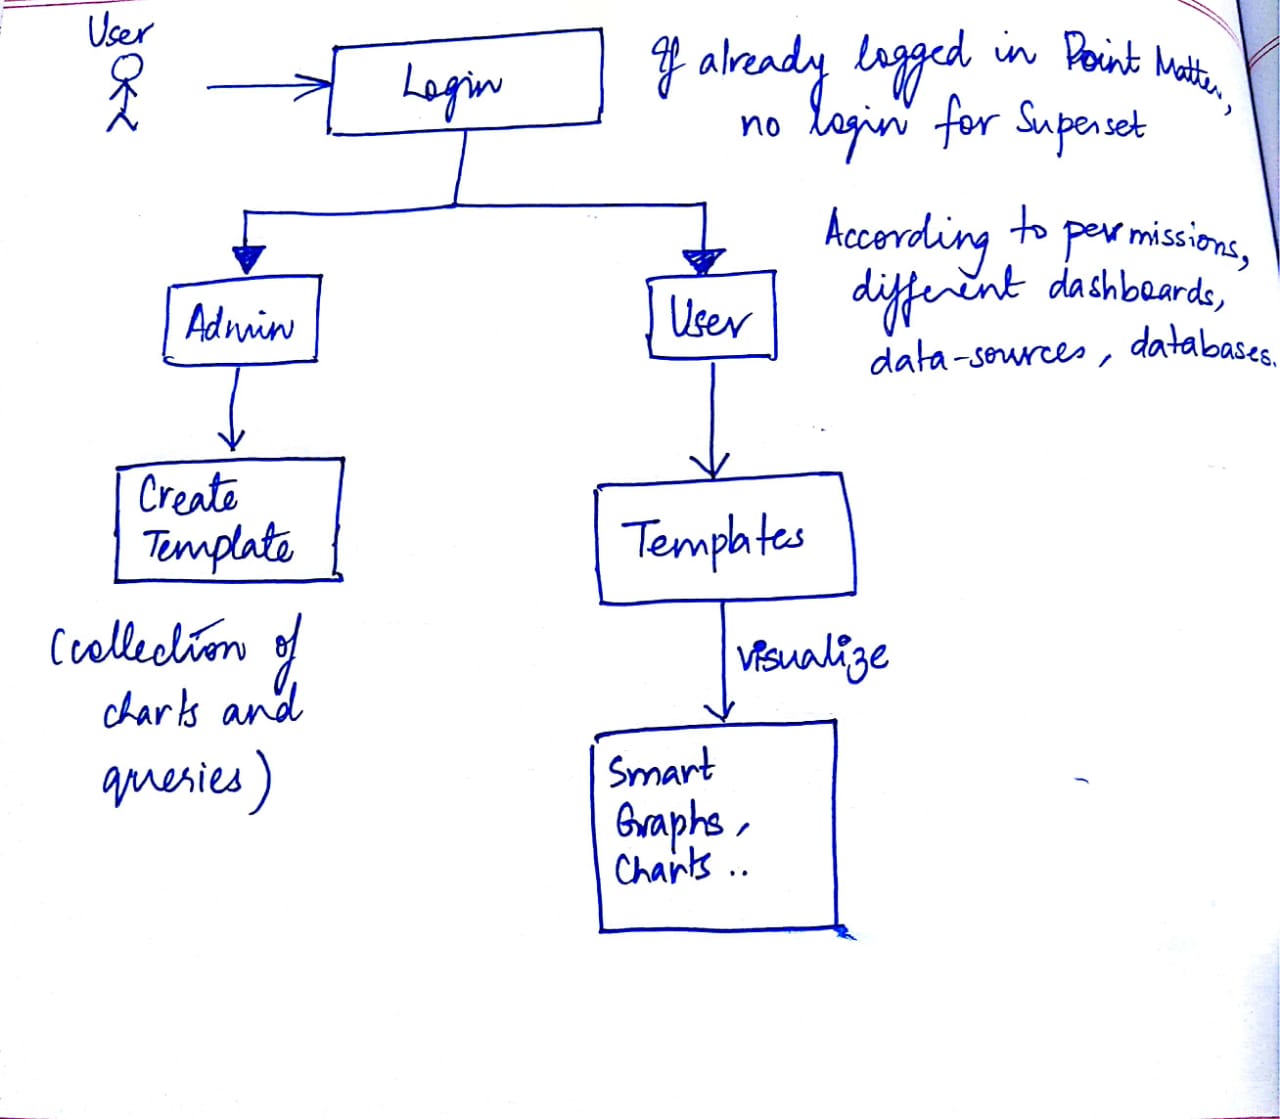 User
Login
If already logged in Point Matter,
no login for Superset
According to permissions,
different dashboards,
data-sources, databases.
Admin
User
Create
Template
(collection of
charts and
queries)
Templates
visualize
Smart
Graphs,
Charts ..